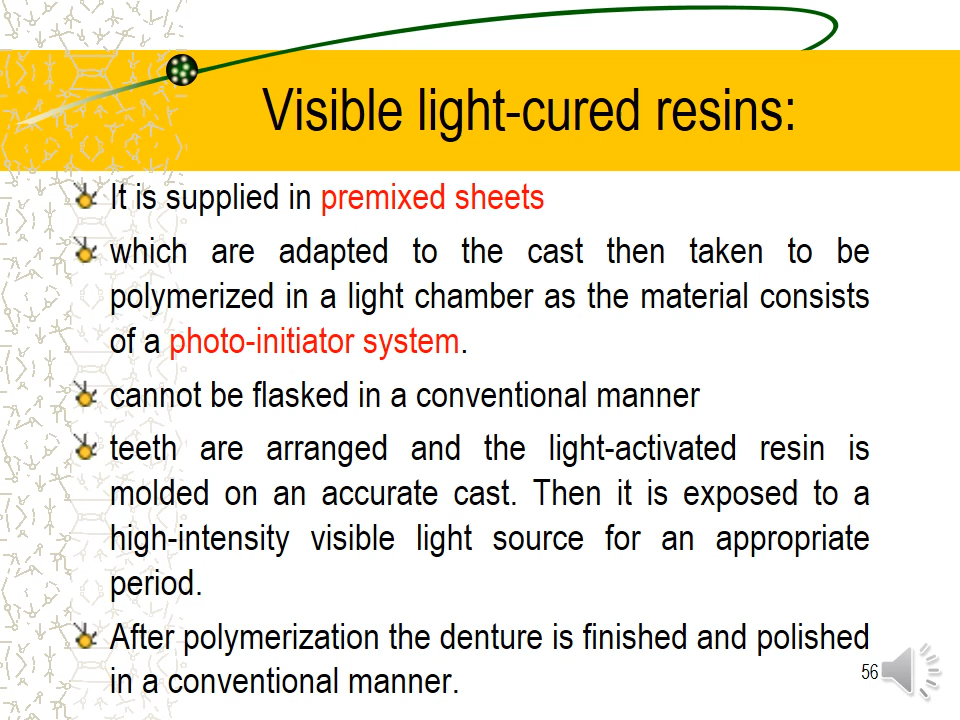 Visible light-cured resins:
It is supplied in premixed sheets
which are adapted to the cast then taken to be
polymerized in a light chamber as the material consists
of a photo-initiator system.
cannot be flasked in a conventional manner
teeth are arranged and the light-activated resin is
molded on an accurate cast. Then it is exposed to a
high-intensity visible light source for an appropriate
period.
After polymerization the denture is finished and polished
in a conventional manner.
56